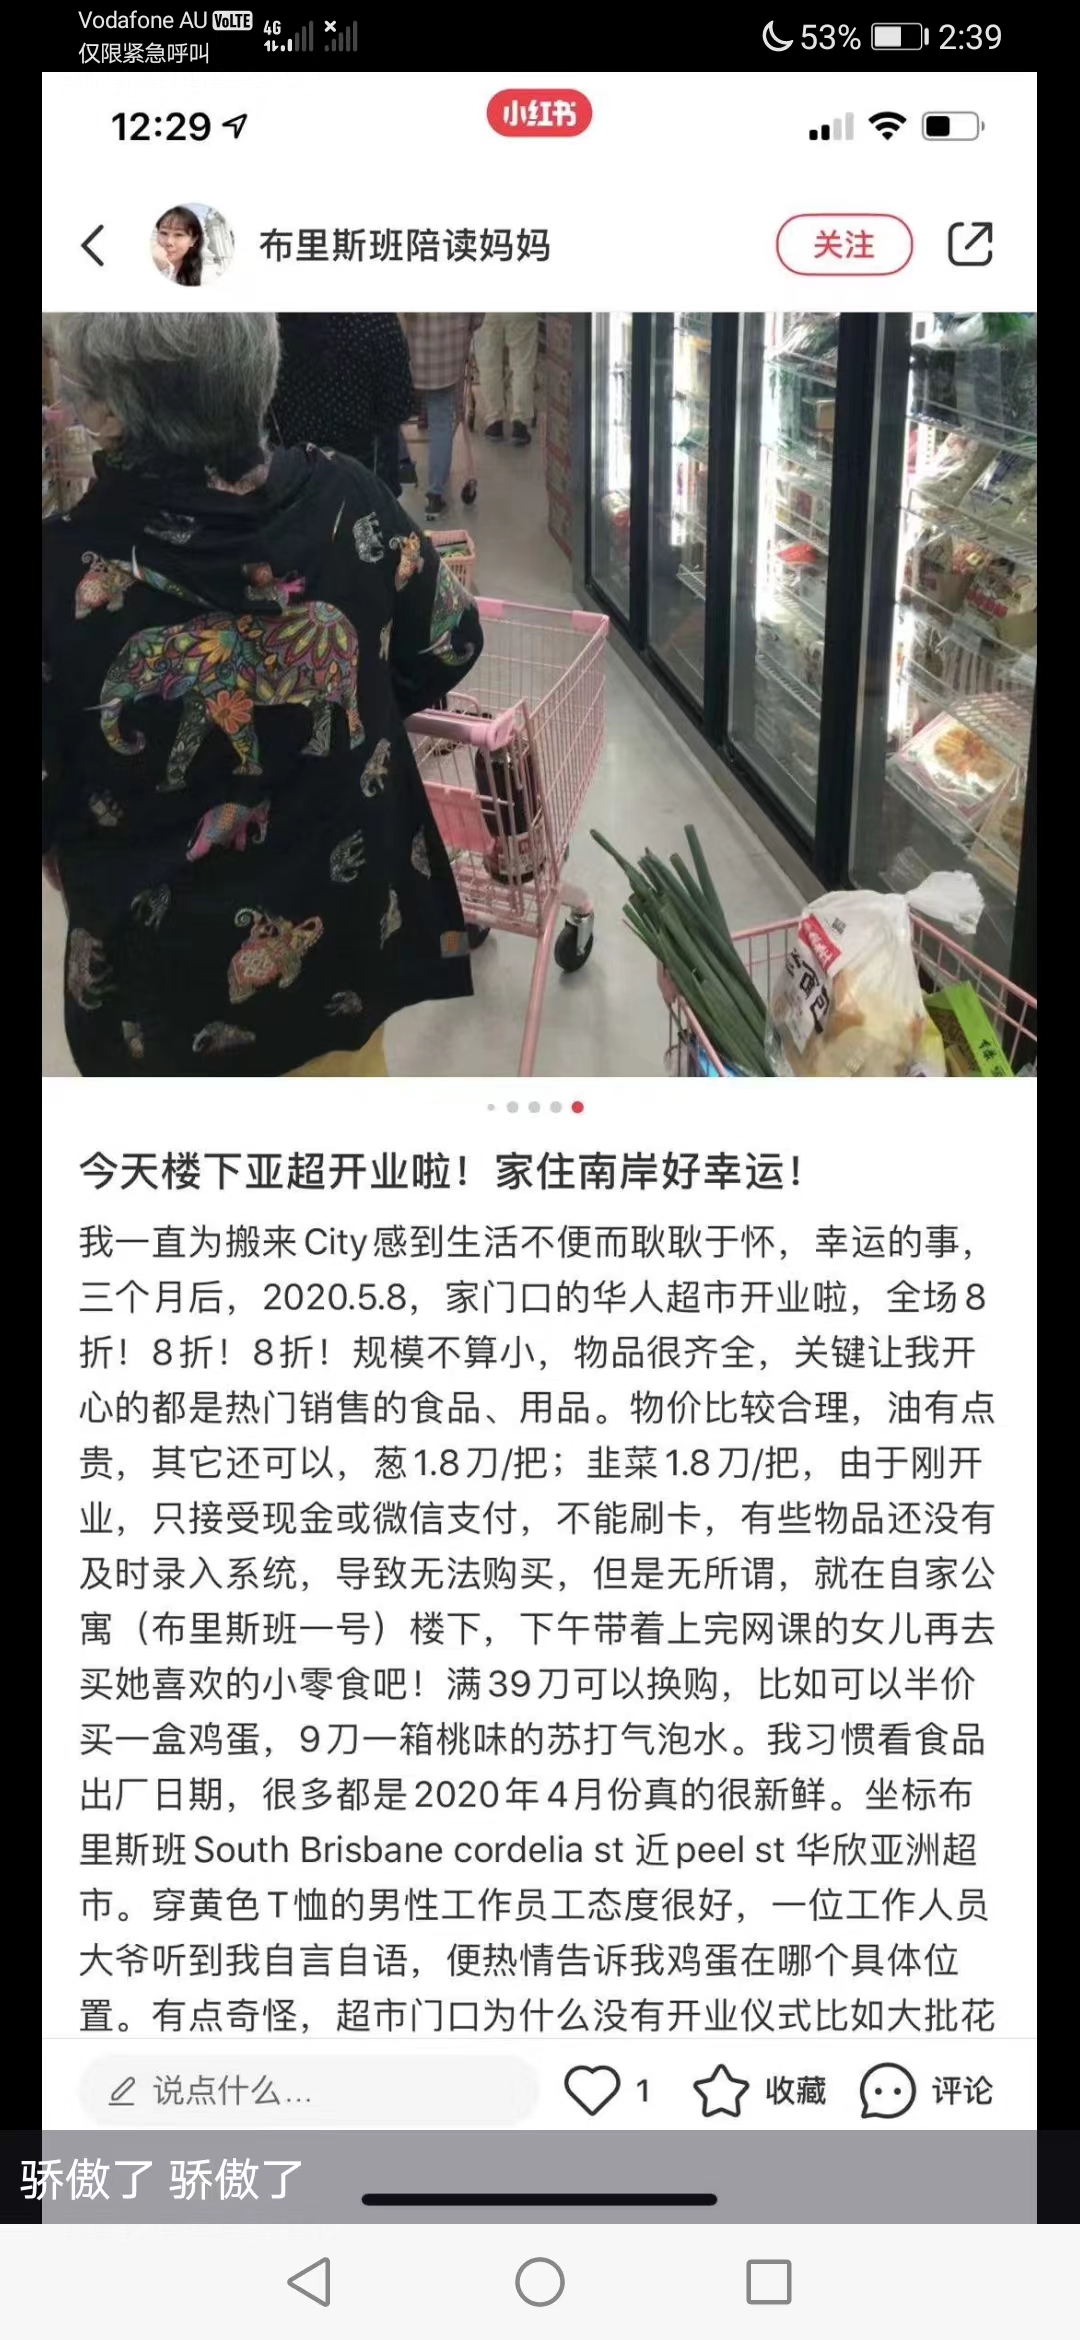 Vodafone AU VoLTE
仅限紧急呼叫
4G
53%
2:39
12:29
小红书
布里斯班陪读妈妈
关注
今天楼下亚超开业啦！家住南岸好幸运！
我一直为搬来City感到生活不便而耿耿于怀，幸运的事，
三个月后，2020.5.8，家门口的华人超市开业啦，全场8
折！8折！8折！规模不算小，物品很齐全，关键让我开
心的都是热门销售的食品、用品。物价比较合理，油有点
贵，其它还可以，葱1.8刀/把；韭菜1.8刀/把，由于刚开
业，只接受现金或微信支付，不能刷卡，有些物品还没有
及时录入系统，导致无法购买，但是无所谓，就在自家公
寓（布里斯班一号）楼下，下午带着上完网课的女儿再去
买她喜欢的小零食吧！满39刀可以换购，比如可以半价
买一盒鸡蛋，9刀一箱桃味的苏打气泡水。我习惯看食品
出厂日期，很多都是2020年4月份真的很新鲜。坐标布
里斯班South Brisbane cordelia st 近peel st 华欣亚洲超
市。穿黄色T恤的男性工作员工态度很好，一位工作人员
大爷听到我自言自语，便热情告诉我鸡蛋在哪个具体位
置。有点奇怪，超市门口为什么没有开业仪式比如大批花
说点什么...
1
收藏
评论
骄傲了 骄傲了